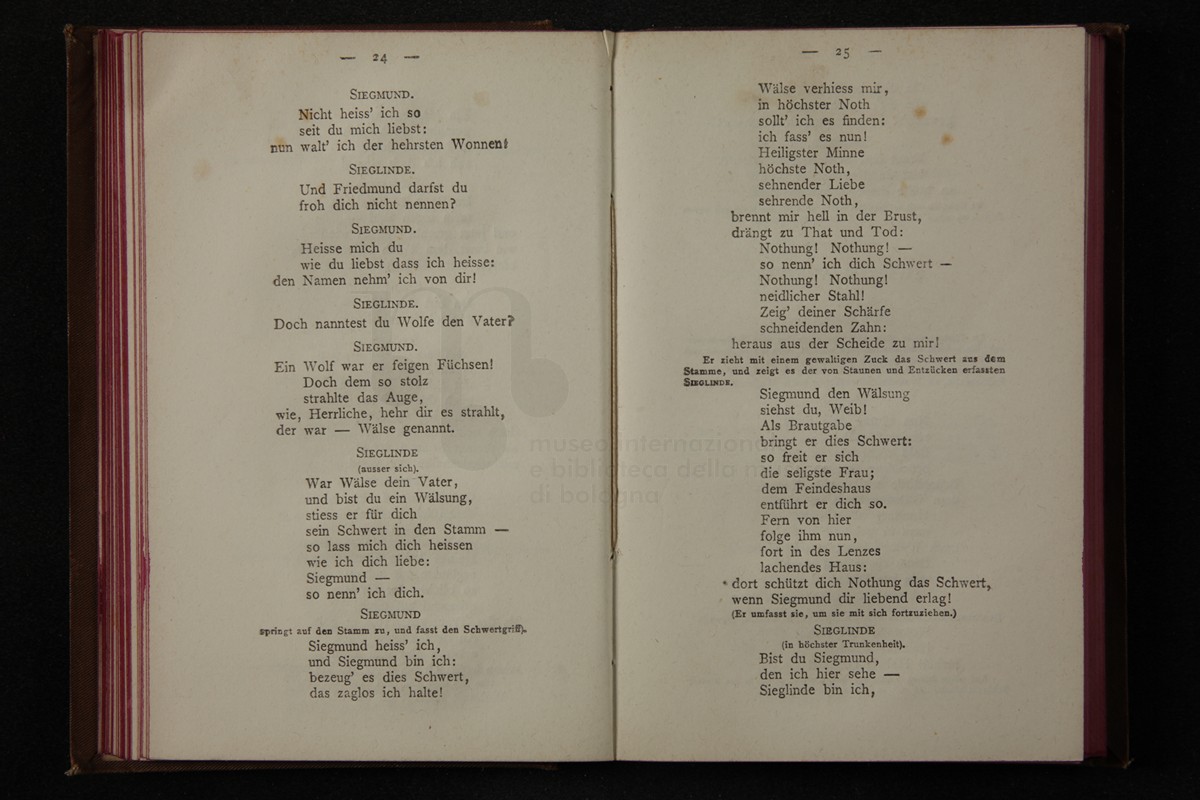 — 24 —
SIEGMUND.
Nicht heiss' ich so
seit du mich liebst:
nun walt' ich der hehrsten Wonnen!
SIEGLINDE.
Und Friedmund darfst du
froh dich nicht nennen?
SIEGMUND.
Heisse mich du
wie du liebst dass ich heisse:
den Namen nehm' ich von dir!
SIEGLINDE.
Doch nanntest du Wolfe den Vater?
SIEGMUND.
Ein Wolf war er feigen Füchsen!
Doch dem so stolz
strahlte das Auge,
wie, Herrliche, hehr dir es strahlt,
der war — Wälse genannt.
SIEGLINDE
(ausser sich).
War Wälse dein Vater,
und bist du ein Wälsung,
stiess er für dich
sein Schwert in den Stamm —
so lass mich dich heissen
wie ich dich liebe:
Siegmund —
so nenn' ich dich.
SIEGMUND
springt auf den Stamm zu, und fasst den Schwertgriff).
Siegmund heiss' ich,
und Siegmund bin ich:
bezeug' es dies Schwert,
das zaglos ich halte!
— 25 —
Wälse verhiess mir,
in höchster Noth
sollt' ich es finden:
ich fass' es nun!
Heiligster Minne
höchste Noth,
sehnender Liebe
sehrende Noth,
brennt mir hell in der Brust,
drängt zu That und Tod:
Nothung! Nothung! —
so nenn' ich dich Schwert —
Nothung! Nothung!
neidlicher Stahl!
Zeig' deiner Schärfe
schneidenden Zahn:
heraus aus der Scheide zu mir!
Er zieht mit einem gewaltigen Zuck das Schwert aus dem
Stamme, und zeigt es der von Staunen und Entzücken erfassten
SIEGLINDE.
Siegmund den Wälsung
siehst du, Weib!
Als Brautgabe
bringt er dies Schwert:
so freit er sich
die seligste Frau;
dem Feindeshaus
entführt er dich so.
Fern von hier
folge ihm nun,
fort in des Lenzes
lachendes Haus:
dort schützt dich Nothung das Schwert,
wenn Siegmund dir liebend erlag!
(Er umfasst sie, um sie mit sich fortzuziehen.)
SIEGLINDE
(in höchster Trunkenheit).
Bist du Siegmund,
den ich hier sehe —
Sieglinde bin ich,
museo internazion
e biblioteca della m
di bologna